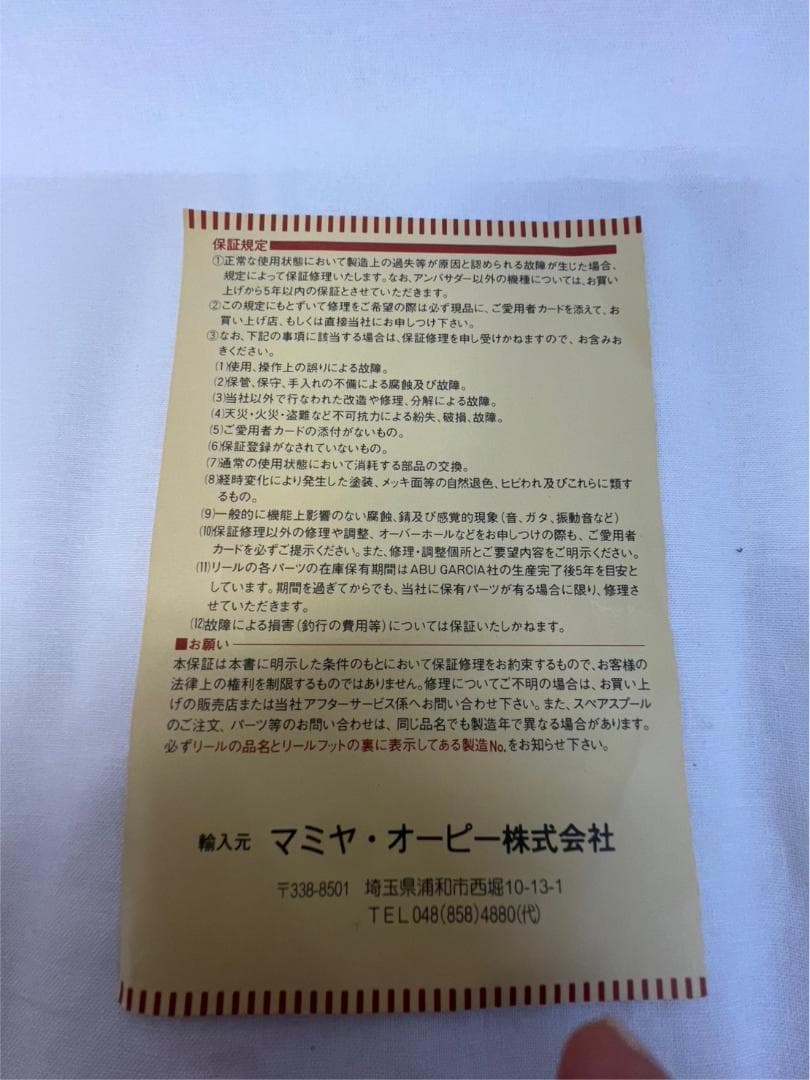 保証規定
①正常な使用状態において製造上の過失等が原因と認められる故障が生じた場合、
規定によって保証修理いたします。なお、アンバサダー以外の機種については、お買い
上げから5年以内の保証とさせていただきます。
②この規定にもとずいて修理をご希望の際は必ず現品に、ご愛用者カードを添えて、お
買い上げ店、もしくは直接当社にお申しつけ下さい。
③なお、下記の事項に該当する場合は、保証修理を申し受けかねますので、お含みお
きください。
(1)使用、操作上の誤りによる故障。
(2)保管、保守、手入れの不備による腐蝕及び故障。
(3)当社以外で行なわれた改造や修理、分解による故障。
(4)天災・火災・盗難など不可抗力による紛失、破損、故障。
(5)ご愛用者カードの添付がないもの。
(6)保証登録がなされていないもの。
(7)通常の使用状態において消耗する部品の交換。
(8)経時変化により発生した塗装、メッキ面等の自然退色、ヒビわれ及びこれらに類す
るもの。
(9)一般的に機能上影響のない腐蝕、錆及び感覚的現象(音、ガタ、振動音など)
(10)保証修理以外の修理や調整、オーバーホールなどをお申しつけの際も、ご愛用者
カードを必ずご提示ください。また、修理・調整個所とご要望内容をご明示ください。
(11)リールの各パーツの在庫保有期間はABU GARCIA社の生産完了後5年を目安と
しています。期間を過ぎてからでも、当社に保有パーツが有る場合に限り、修理さ
せていただきます。
(12)故障による損害(釣行の費用等)については保証いたしかねます。
■お願い
本保証は本書に明示した条件のもとにおいて保証修理をお約束するもので、お客様の
法律上の権利を制限するものではありません。修理についてご不明の場合は、お買い上
げの販売店または当社アフターサービス係へお問い合わせ下さい。また、スペアスプール
のご注文、パーツ等のお問い合わせは、同じ品名でも製造年で異なる場合があります。
必ずリールの品名とリールフットの裏に表示してある製造No.をお知らせ下さい。
輸入元 マミヤ・オーピー株式会社
〒338-8501 埼玉県浦和市西堀10-13-1
TEL048(858)4880(代)